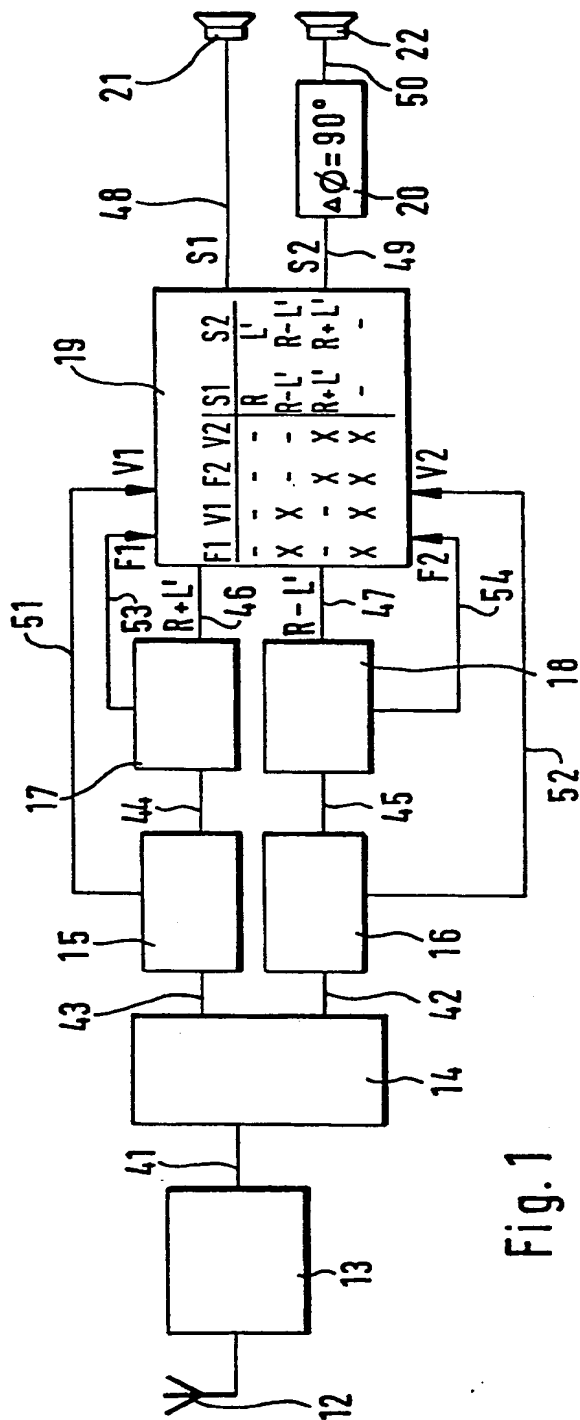 12
13
41
14
43
42
15
16
44
45
17
18
51
53
F1
V1
R+L'
46
R-L'
47
F2
V2
54
52
19
F1 V1 F2 V2 S1 S2
- - - - R L'
X X - - R-L' R-L'
- - X X R+L' R+L'
X X X X - -
S1
48
S2
49
Δ∅=90°
20
50
21
22
Fig. 1